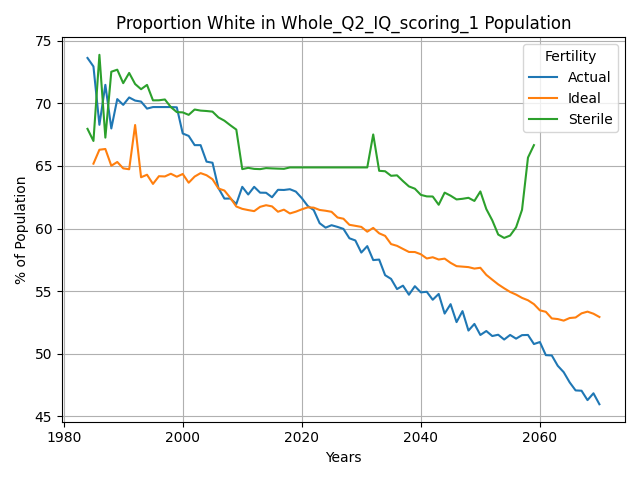 Proportion White in Whole_Q2_IQ_scoring_1 Population
75
70
65
60
55
50
45
% of Population
1980
2000
2020
2040
2060
Years
Fertility
Actual
Ideal
Sterile